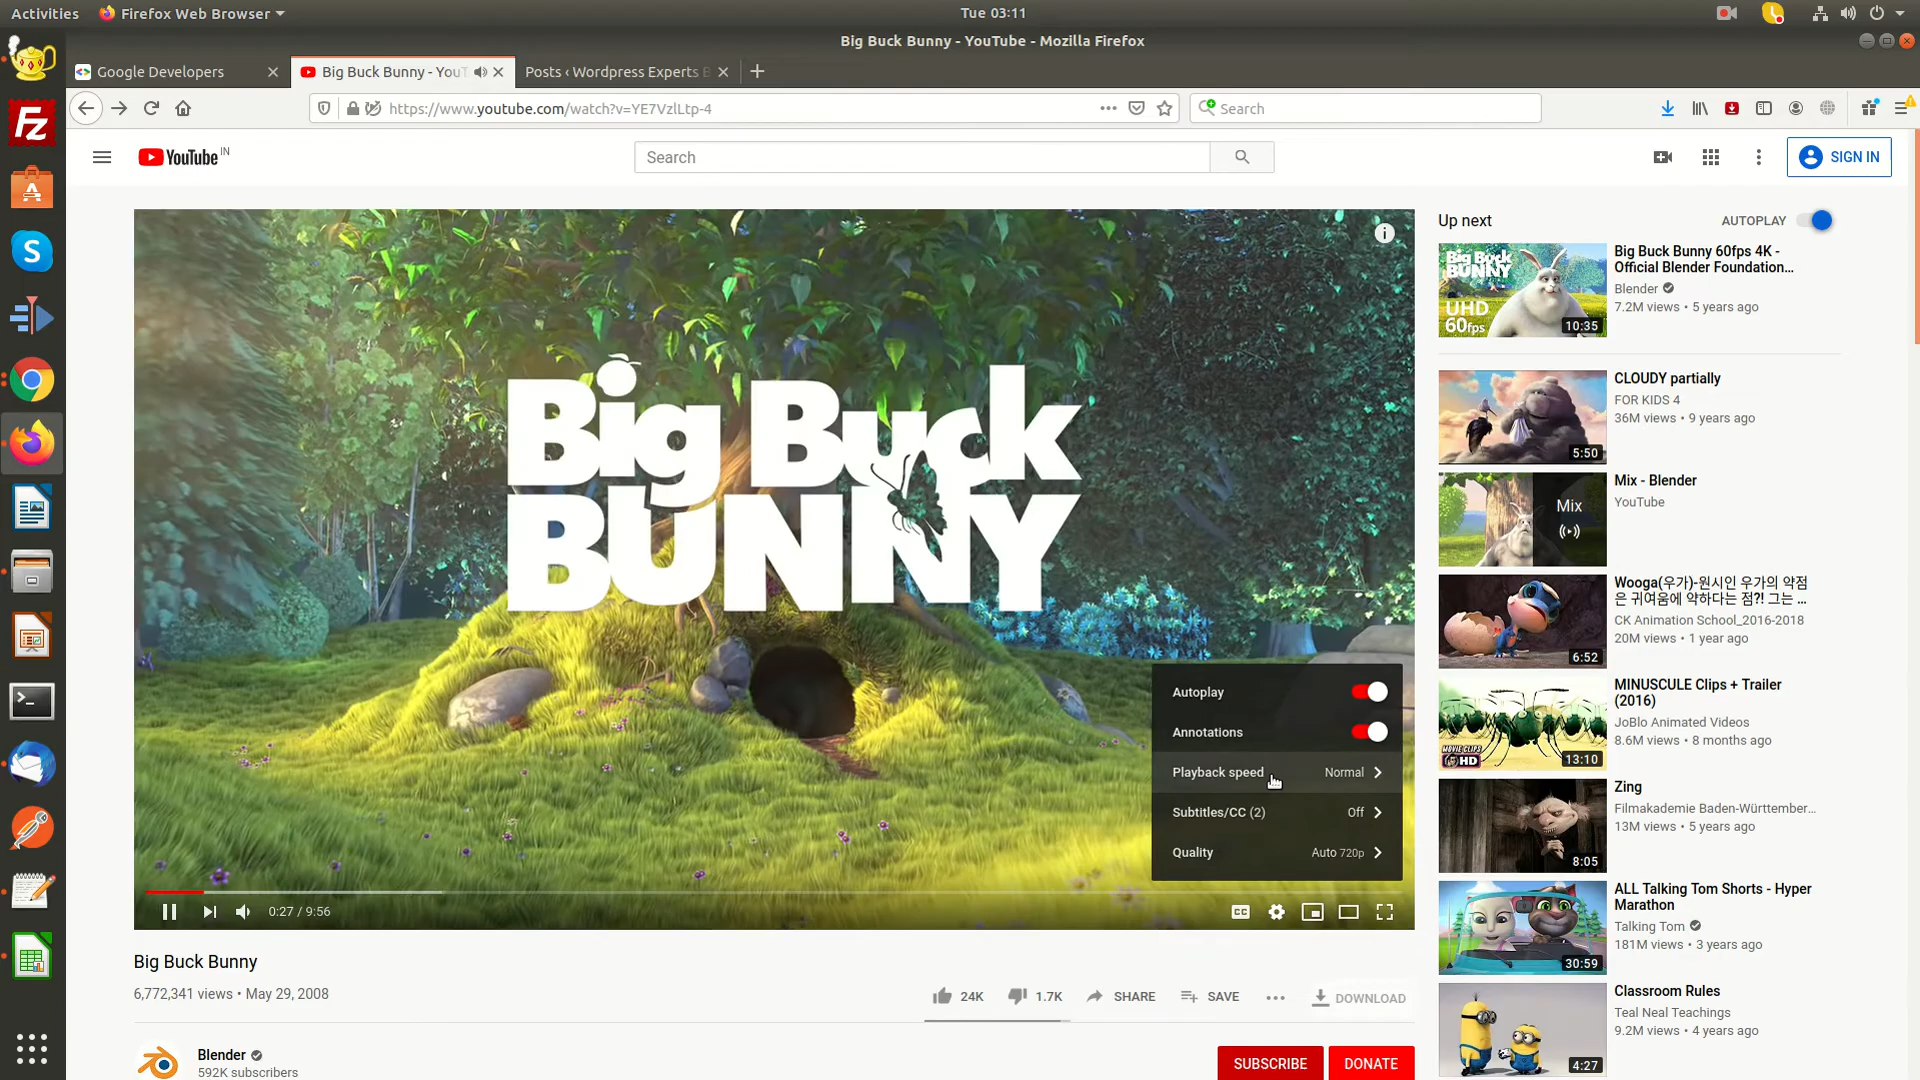 Activities
Firefox Web Browser
Tue 03:11
Big Buck Bunny - YouTube - Mozilla Firefox
Google Developers
Big Buck Bunny - YouT
Posts ‹ Wordpress Experts B
https://www.youtube.com/watch?v=YE7VzlLtp-4
Search
YouTube IN
Search
SIGN IN
Big Buck
BUNNY
Autoplay
Annotations
Playback speed Normal
Subtitles/CC (2) Off
Quality Auto 720p
0:27 / 9:56
CC
Big Buck Bunny
6,772,341 views • May 29, 2008
24K
1.7K
SHARE
SAVE
DOWNLOAD
Blender
592K subscribers
SUBSCRIBE
DONATE
Up next
AUTOPLAY
Big Buck
BUNNY
UHD
60fps
10:35
Big Buck Bunny 60fps 4K -
Official Blender Foundation...
Blender
7.2M views • 5 years ago
5:50
CLOUDY partially
FOR KIDS 4
36M views • 9 years ago
Mix
Mix - Blender
YouTube
6:52
Wooga(우가)-원시인 우가의 약점
은 귀여움에 약하다는 점?! 그는 ...
CK Animation School_2016-2018
20M views • 1 year ago
MOVIE CLIPS
HD
13:10
MINUSCULE Clips + Trailer
(2016)
JoBlo Animated Videos
8.6M views • 8 months ago
8:05
Zing
Filmakademie Baden-Württember...
13M views • 5 years ago
30:59
ALL Talking Tom Shorts - Hyper
Marathon
Talking Tom
181M views • 3 years ago
4:27
Classroom Rules
Teal Neal Teachings
9.2M views • 4 years ago